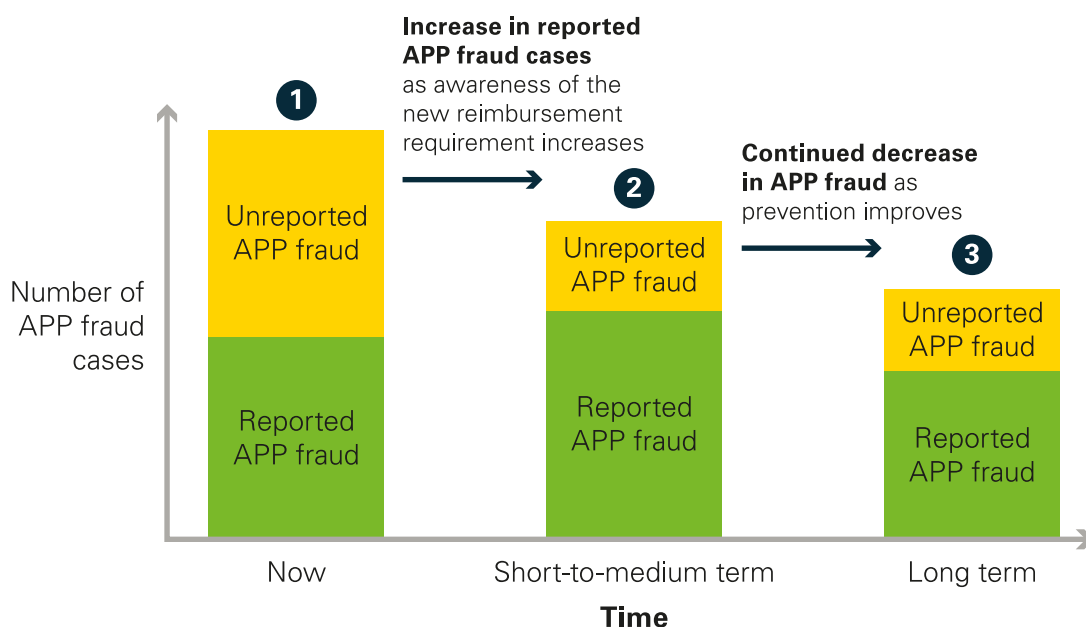 Increase in reported
APP fraud cases
as awareness of the
new reimbursement
requirement increases
1
Continued decrease
in APP fraud as
prevention improves
2
3
Unreported
APP fraud
Unreported
APP fraud
Unreported
APP fraud
Number of
APP fraud
cases
Reported
APP fraud
Reported
APP fraud
Reported
APP fraud
Now
Short-to-medium term
Long term
Time